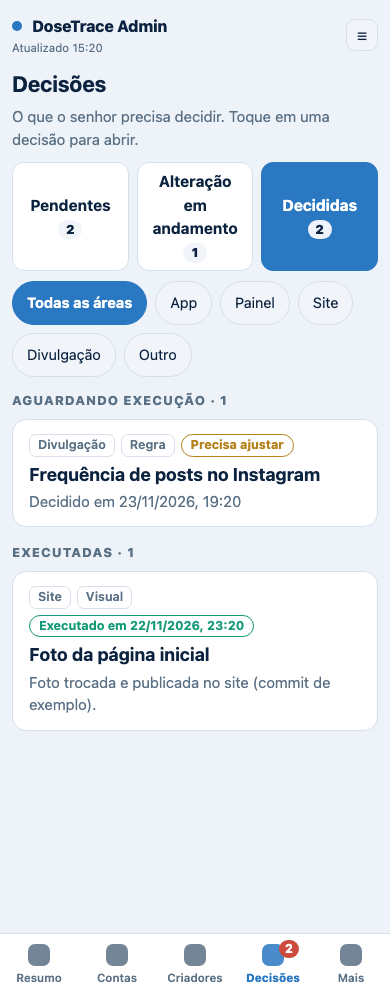 DoseTrace Admin
Atualizado 15:20
≡
Decisões
O que o senhor precisa decidir. Toque em uma
decisão para abrir.
Pendentes
2
Alteração
em
andamento
1
Decididas
2
Todas as áreas
App
Painel
Site
Divulgação
Outro
AGUARDANDO EXECUÇÃO · 1
Divulgação
Regra
Precisa ajustar
Frequência de posts no Instagram
Decidido em 23/11/2026, 19:20
EXECUTADAS · 1
Site
Visual
Executado em 22/11/2026, 23:20
Foto da página inicial
Foto trocada e publicada no site (commit de
exemplo).
2
Resumo
Contas
Criadores
Decisões
Mais